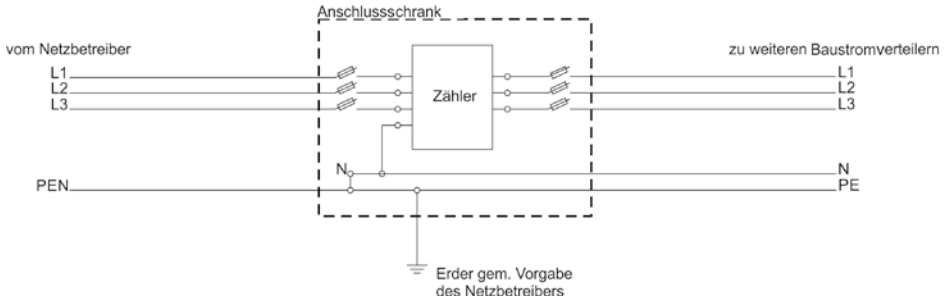 Anschlussschrank
vom Netzbetreiber
zu weiteren Baustromverteilern
L1
L1
L2
L2
L3
L3
Zähler
N
N
PEN
PE
Erder gem. Vorgabe
des Netzbetreibers